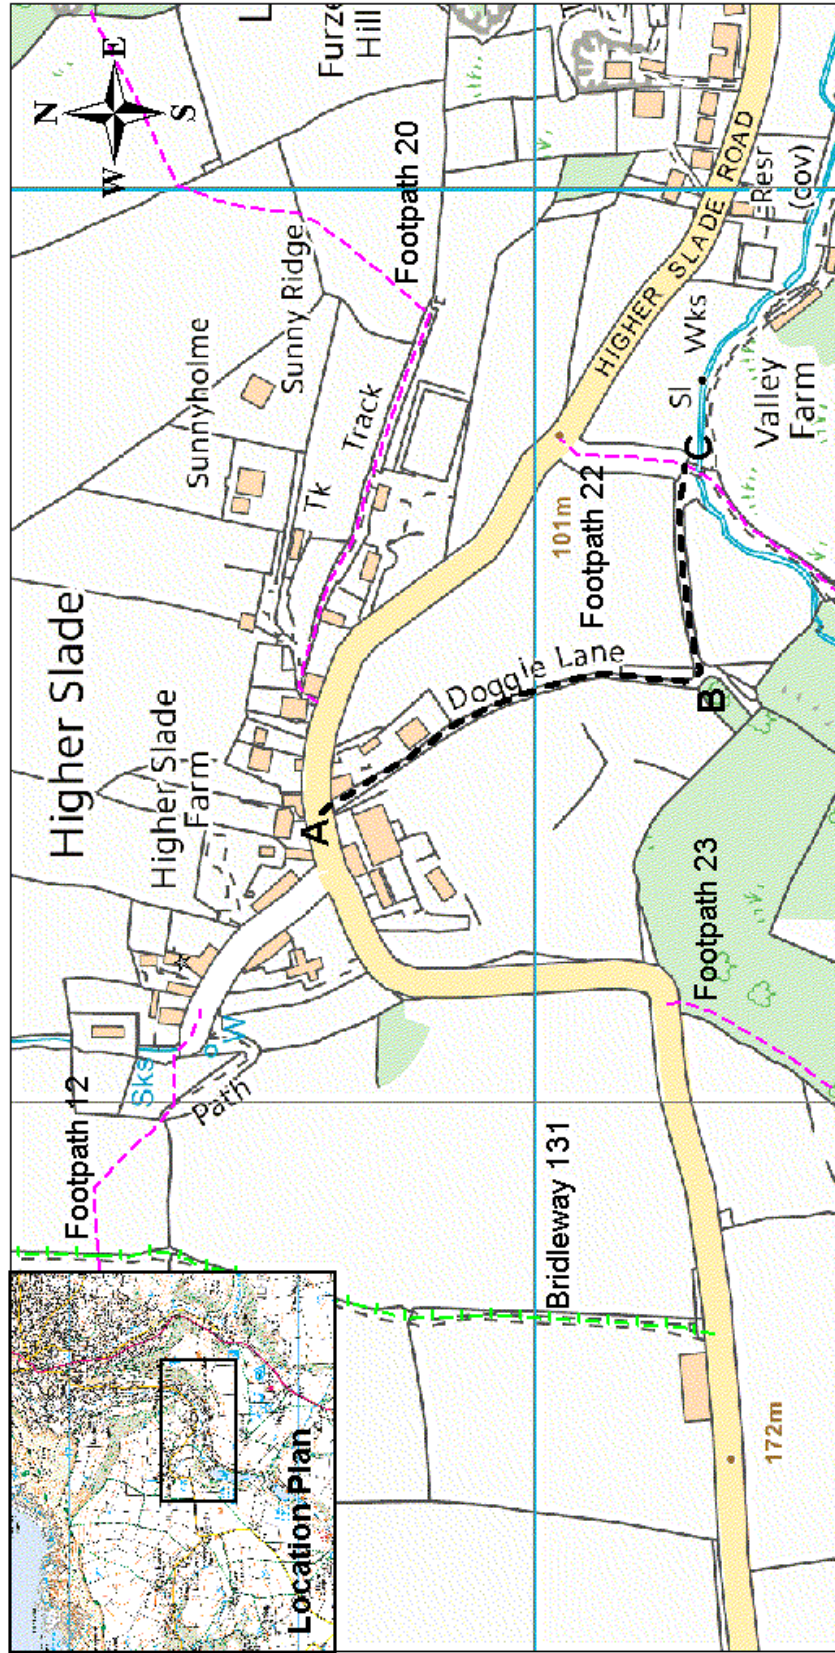 N
W
E
S
L
Furze
Hill
Footpath 20
Sunny Ridge
Sunnyholme
Track
Tk
Higher Slade
Higher Slade
Farm
HIGHER SLADE ROAD
Resr
(cov)
Sl Wks
C
Valley
Farm
101m
Footpath 22
Doggie Lane
B
A
Footpath 23
Sks
W
Path
Footpath 12
Bridleway 131
172m
Location Plan